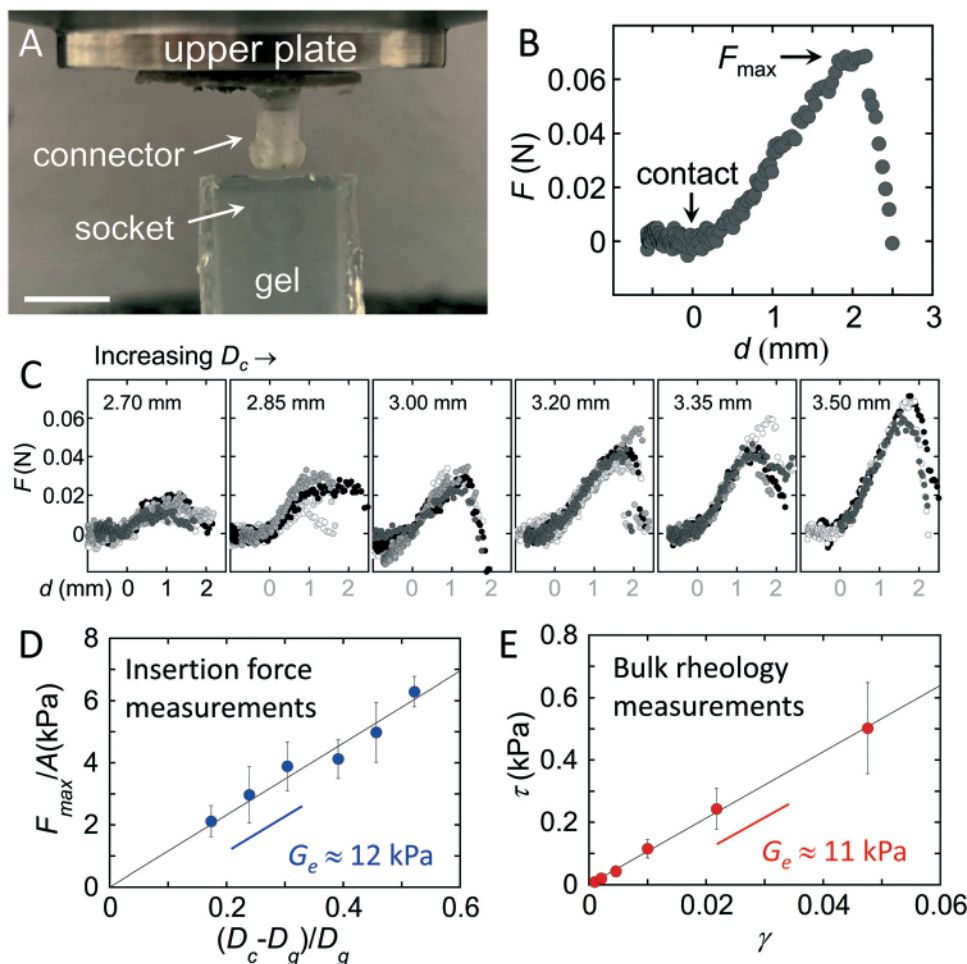 A
upper plate
connector
socket
gel
B
F (N)
0.06
0.04
0.02
0
F_max →
contact
0 1 2 3
d (mm)
C
Increasing D_c →
F (N)
0.06
0.04
0.02
0
2.70 mm
2.85 mm
3.00 mm
3.20 mm
3.35 mm
3.50 mm
d (mm) 0 1 2 0 1 2 0 1 2 0 1 2 0 1 2 0 1 2
D
F_max/A(kPa)
8
6
4
2
0
Insertion force
measurements
G_e ≈ 12 kPa
0 0.2 0.4 0.6
(D_c-D_g)/D_g
E
τ (kPa)
0.8
0.6
0.4
0.2
0
Bulk rheology
measurements
G_e ≈ 11 kPa
0 0.02 0.04 0.06
γ